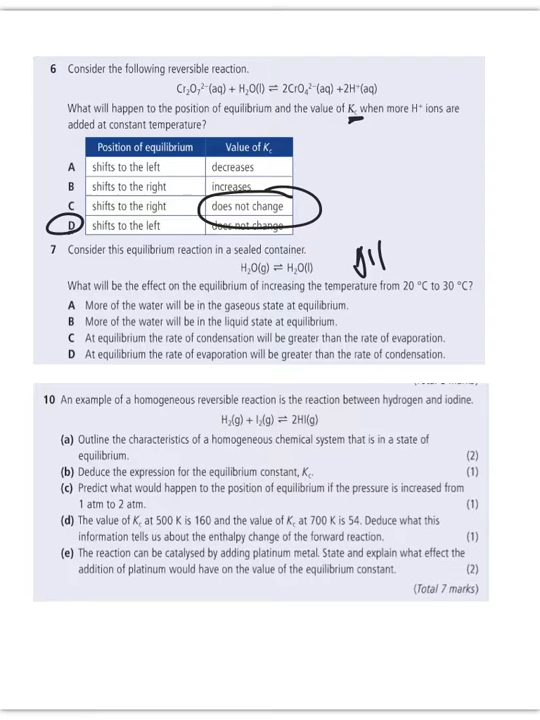 6 Consider the following reversible reaction.
Cr₂O₇²⁻(aq) + H₂O(l) ⇌ 2CrO₄²⁻(aq) +2H⁺(aq)
What will happen to the position of equilibrium and the value of Kc when more H⁺ ions are
added at constant temperature?
Position of equilibrium Value of Kc
A shifts to the left decreases
B shifts to the right increases
C shifts to the right does not change
D shifts to the left does not change
7 Consider this equilibrium reaction in a sealed container.
H₂O(g) ⇌ H₂O(l)
What will be the effect on the equilibrium of increasing the temperature from 20 °C to 30 °C?
A More of the water will be in the gaseous state at equilibrium.
B More of the water will be in the liquid state at equilibrium.
C At equilibrium the rate of condensation will be greater than the rate of evaporation.
D At equilibrium the rate of evaporation will be greater than the rate of condensation.
10 An example of a homogeneous reversible reaction is the reaction between hydrogen and iodine.
H₂(g) + I₂(g) ⇌ 2HI(g)
(a) Outline the characteristics of a homogeneous chemical system that is in a state of
equilibrium. (2)
(b) Deduce the expression for the equilibrium constant, Kc. (1)
(c) Predict what would happen to the position of equilibrium if the pressure is increased from
1 atm to 2 atm. (1)
(d) The value of Kc at 500 K is 160 and the value of Kc at 700 K is 54. Deduce what this
information tells us about the enthalpy change of the forward reaction. (1)
(e) The reaction can be catalysed by adding platinum metal. State and explain what effect the
addition of platinum would have on the value of the equilibrium constant. (2)
(Total 7 marks)